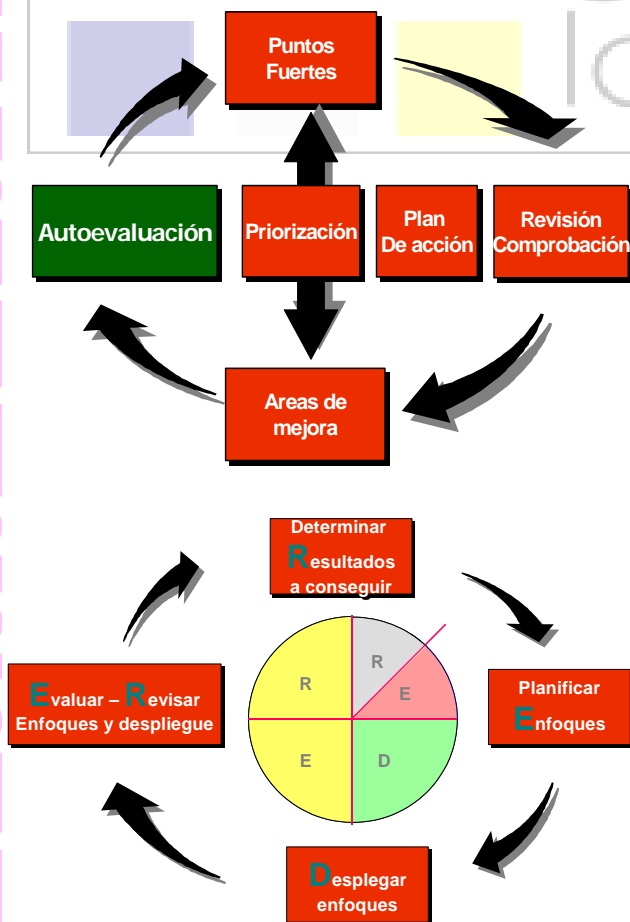 Puntos
Fuertes
Autoevaluación
Priorización
Plan
De acción
Revisión
Comprobación
Areas de
mejora
Determinar
Resultados
a conseguir
Evaluar – Revisar
Enfoques y despliegue
R
R
E
E
D
Planificar
Enfoques
Desplegar
enfoques